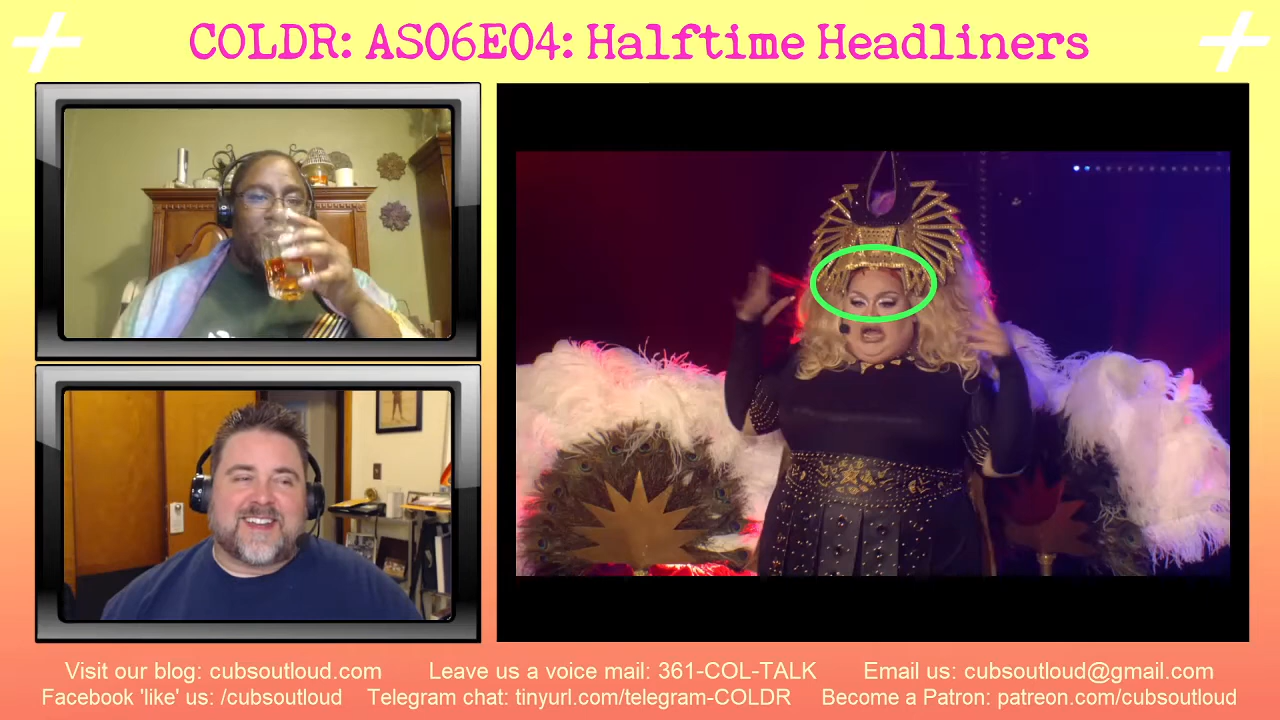 COLDR: AS06E04: Halftime Headliners
Visit our blog: cubsoutloud.com Leave us a voice mail: 361-COL-TALK Email us: cubsoutloud@gmail.com
Facebook 'like' us: /cubsoutloud Telegram chat: tinyurl.com/telegram-COLDR Become a Patron: patreon.com/cubsoutloud